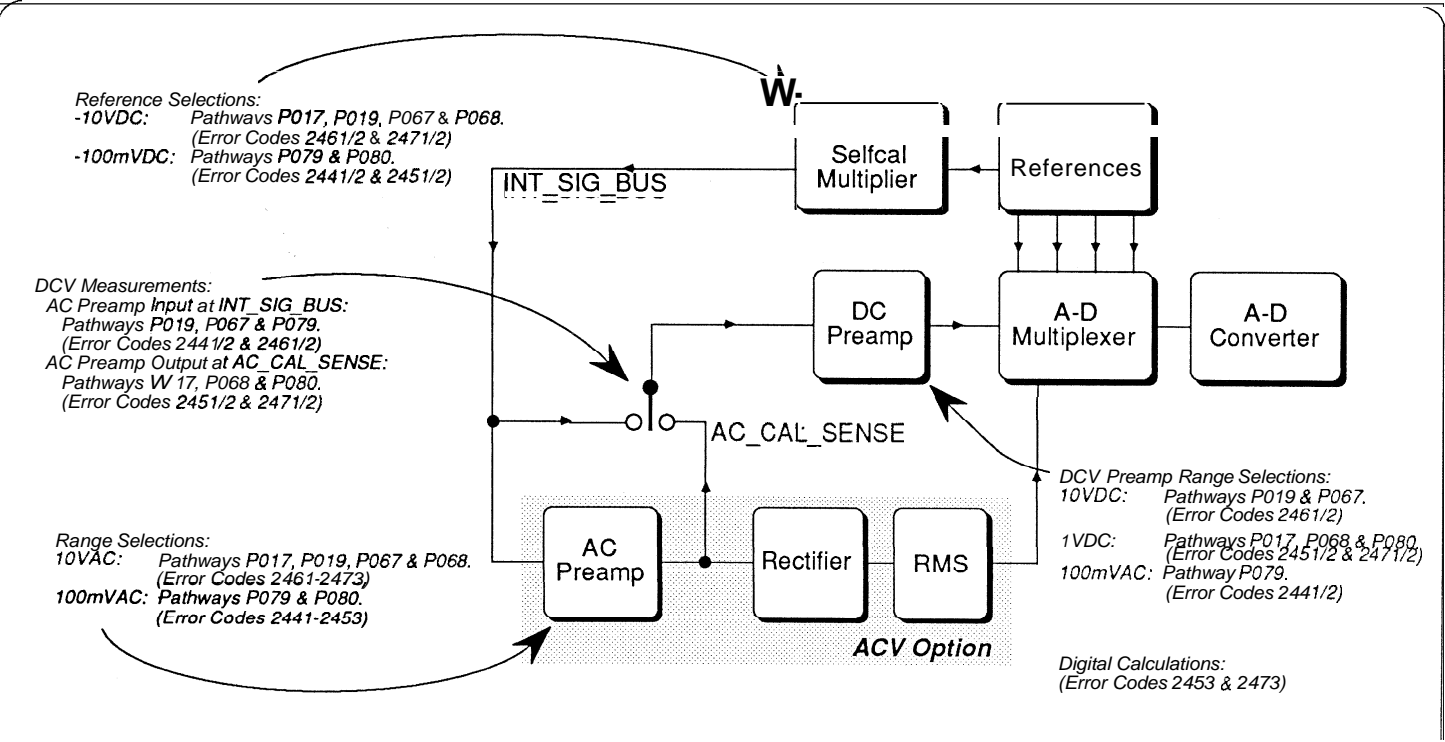 W-
Reference Selections:
-10VDC: Pathwavs P017, P019, P067 & P068.
(Error Codes 2461/2 & 2471/2)
-100mVDC: Pathways P079 & P080.
(Error Codes 2441/2 & 2451/2)
Selfcal
Multiplier
References
INT_SIG_BUS
DCV Measurements:
AC Preamp Input at INT_SIG_BUS:
Pathways P019, P067 & P079.
(Error Codes 2441/2 & 2461/2)
AC Preamp Output at AC_CAL_SENSE:
Pathways W 17, P068 & P080.
(Error Codes 2451/2 & 2471/2)
DC
Preamp
A-D
Multiplexer
A-D
Converter
AC_CAL_SENSE
DCV Preamp Range Selections:
10VDC: Pathways P019 & P067.
(Error Codes 2461/2)
1VDC: Pathways P017, P068 & P080
(Error Codes 2451/2 & 2471/2)
100mVAC: Pathway P079.
(Error Codes 2441/2)
Range Selections:
10VAC: Pathways P017, P019, P067 & P068.
(Error Codes 2461-2473)
100mVAC: Pathways P079 & P080.
(Error Codes 2441-2453)
AC
Preamp
Rectifier
RMS
ACV Option
Digital Calculations:
(Error Codes 2453 & 2473)